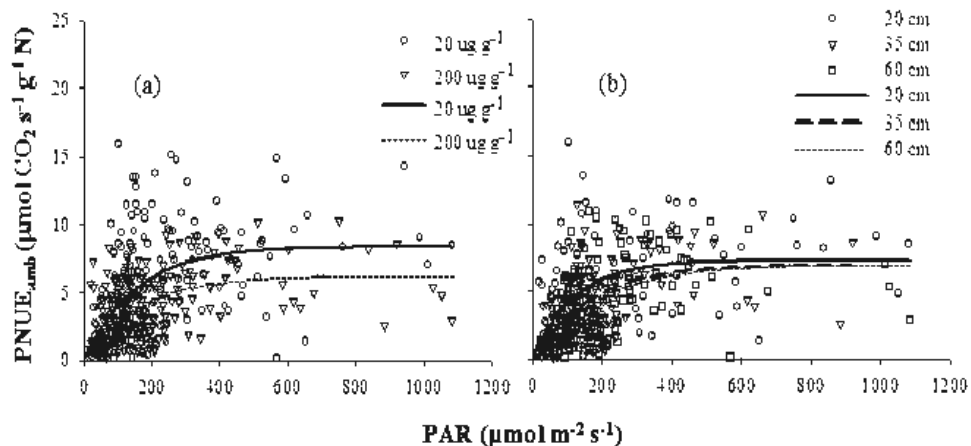 PNUEamb (µmol CO2 s-1 g-1 N)
25
20
15
10
5
0
(a)
20 ug g-1
200 ug g-1
20 ug g-1
200 ug g-1
0 200 400 600 800 1000 1200
(b)
20 cm
35 cm
60 cm
20 cm
35 cm
60 cm
0 200 400 600 800 1000 1200
PAR (µmol m-2 s-1)